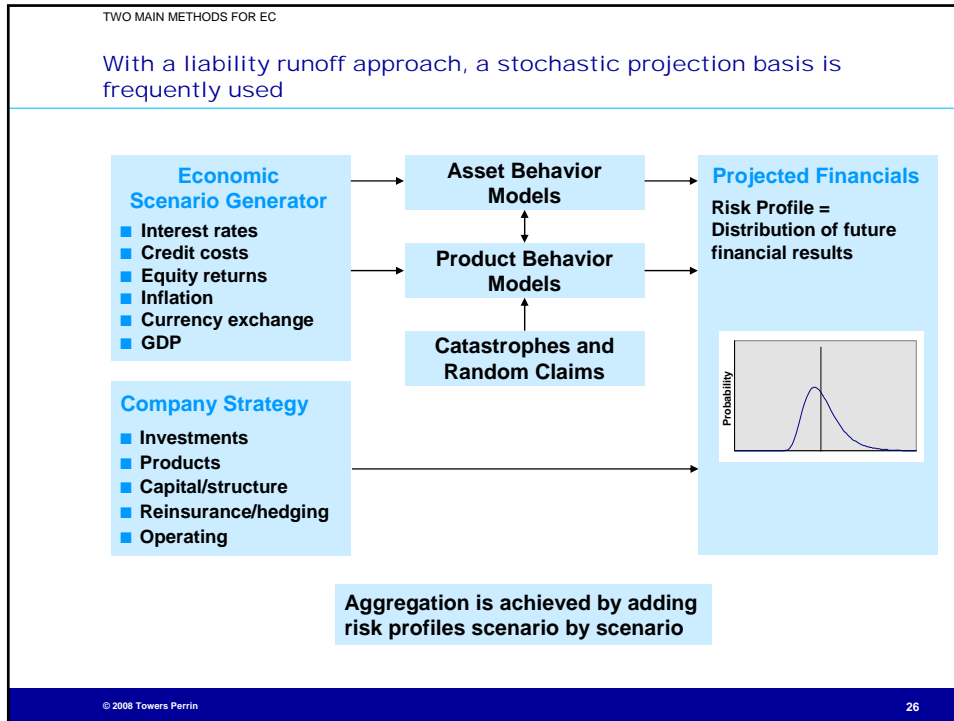 TWO MAIN METHODS FOR EC
With a liability runoff approach, a stochastic projection basis is
frequently used
Economic
Scenario Generator
■ Interest rates
■ Credit costs
■ Equity returns
■ Inflation
■ Currency exchange
■ GDP
Company Strategy
■ Investments
■ Products
■ Capital/structure
■ Reinsurance/hedging
■ Operating
Asset Behavior
Models
Product Behavior
Models
Catastrophes and
Random Claims
Projected Financials
Risk Profile =
Distribution of future
financial results
Probability
Aggregation is achieved by adding
risk profiles scenario by scenario
© 2008 Towers Perrin
26